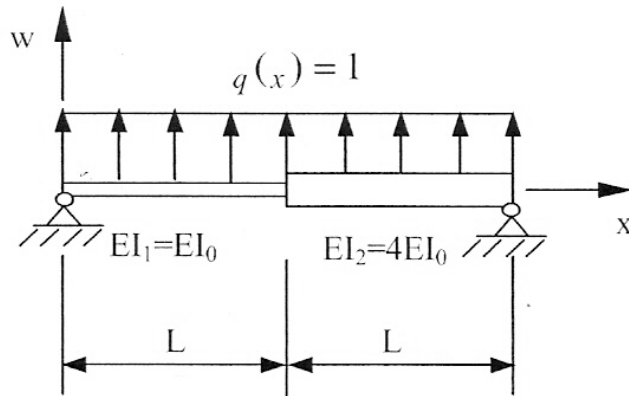 w
q(x) = 1
x
EI₁=EI₀
EI₂=4EI₀
L
L